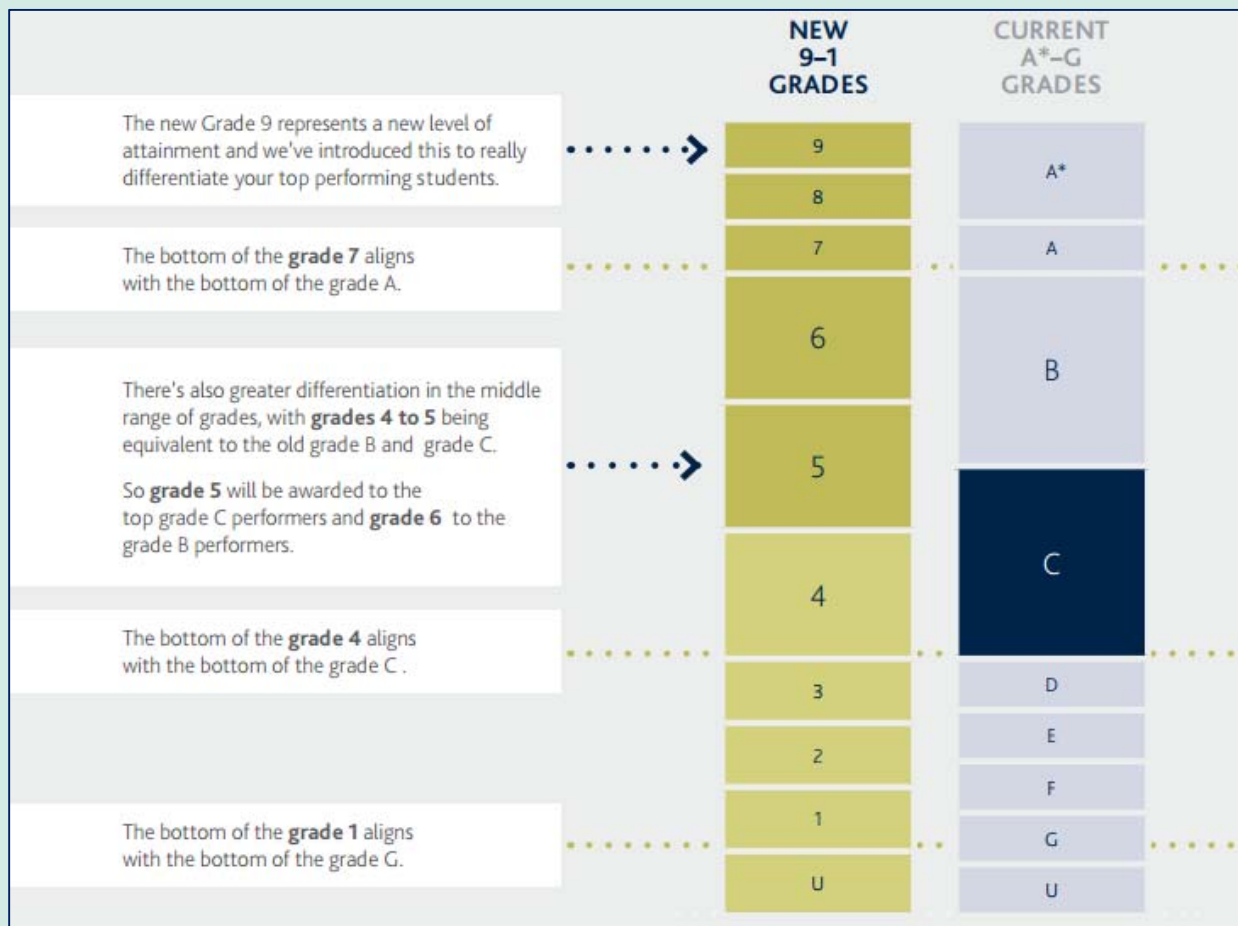 NEW
9–1
GRADES
CURRENT
A*–G
GRADES
The new Grade 9 represents a new level of
attainment and we've introduced this to really
differentiate your top performing students.
The bottom of the grade 7 aligns
with the bottom of the grade A.
There's also greater differentiation in the middle
range of grades, with grades 4 to 5 being
equivalent to the old grade B and grade C.
So grade 5 will be awarded to the
top grade C performers and grade 6 to the
grade B performers.
The bottom of the grade 4 aligns
with the bottom of the grade C .
The bottom of the grade 1 aligns
with the bottom of the grade G.
9
8
7
6
5
4
3
2
1
U
A*
A
B
C
D
E
F
G
U